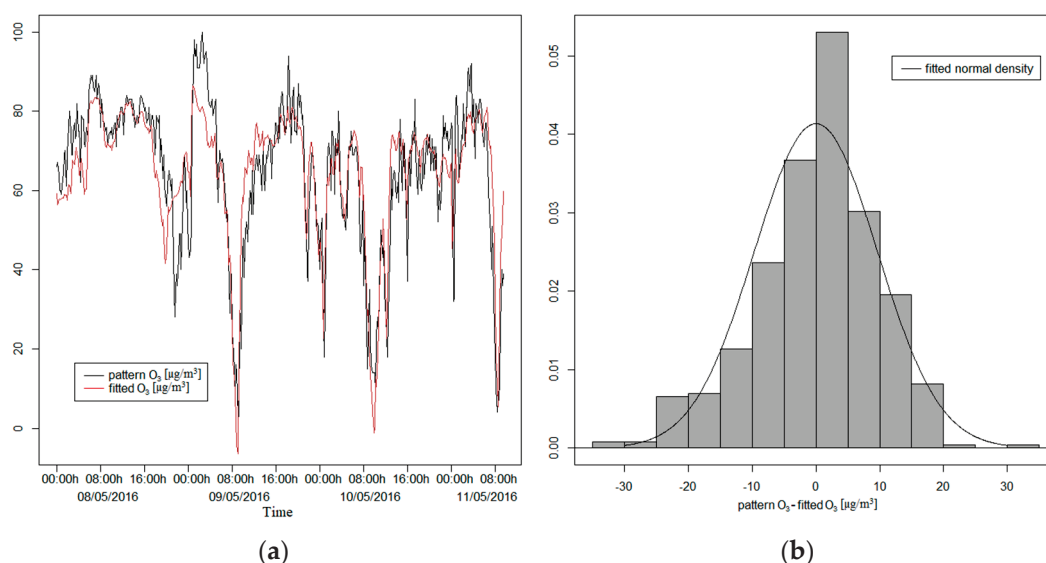 100
80
60
40
20
0
pattern O₃ [µg/m³]
fitted O₃ [µg/m³]
00:00h 08:00h 16:00h 00:00h 08:00h 16:00h 00:00h 08:00h 16:00h 00:00h 08:00h
08/05/2016 09/05/2016 10/05/2016 11/05/2016
Time
(a)
0.05
0.04
0.03
0.02
0.01
0.00
fitted normal density
-30 -20 -10 0 10 20 30
pattern O₃ - fitted O₃ [µg/m³]
(b)